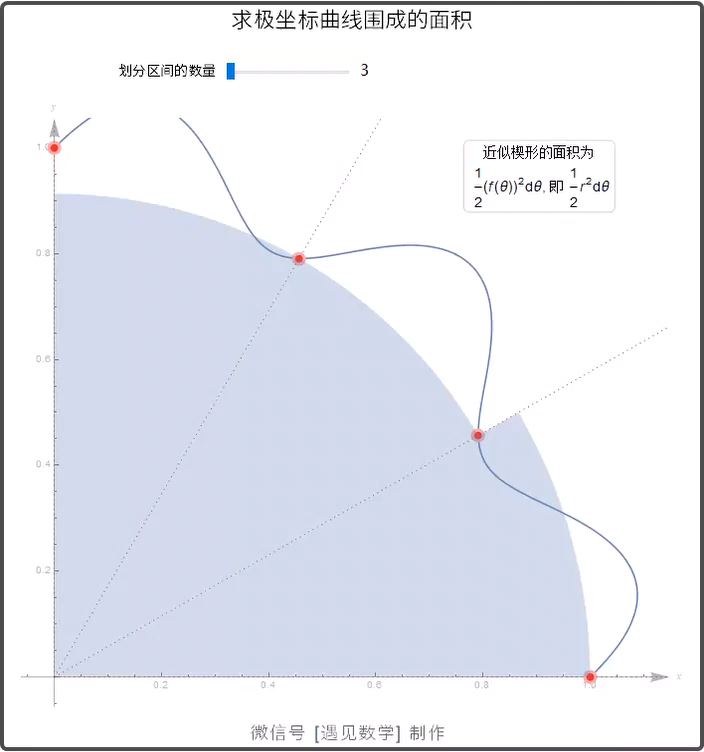 求极坐标曲线围成的面积
划分区间的数量 3
近似楔形的面积为
1/2 (f(θ))²dθ, 即 1/2 r²dθ
y
1.0
0.8
0.6
0.4
0.2
0.2 0.4 0.6 0.8 1.0 x
微信号 [遇见数学] 制作